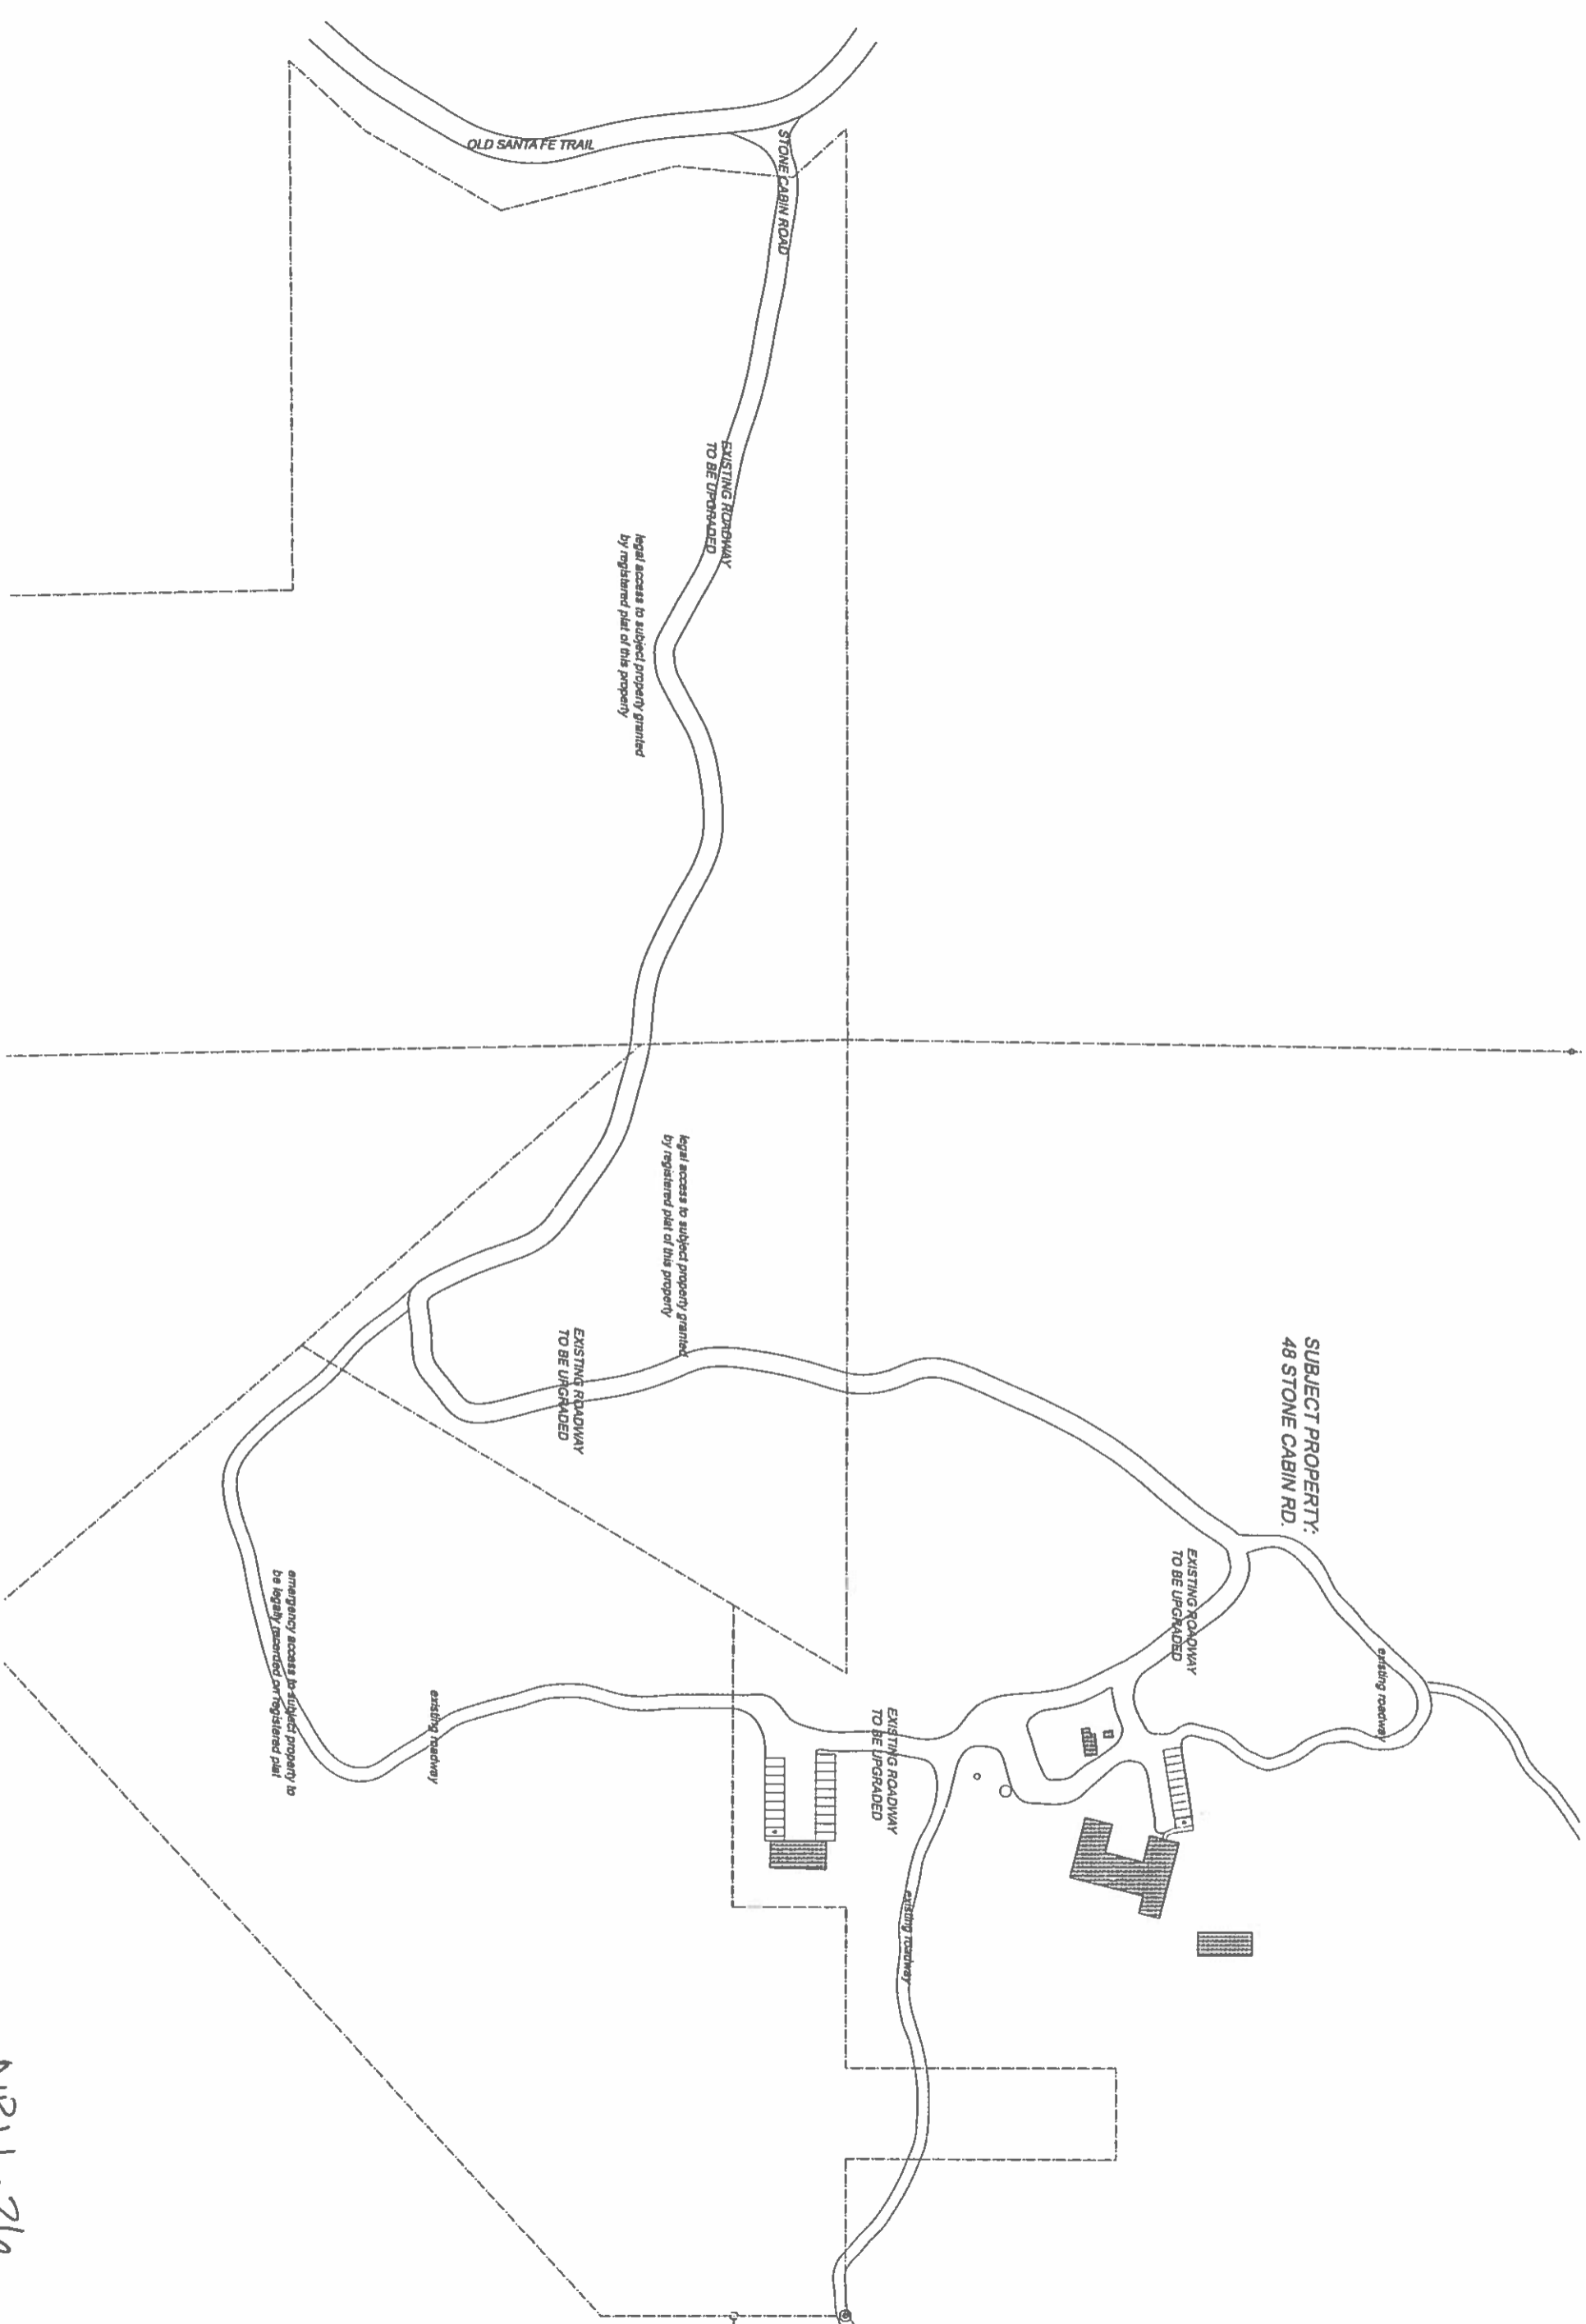 OLD SANTA FE TRAIL
STONE CABIN ROAD
EXISTING ROADWAY
TO BE UPGRADED
legal access to subject property granted
by registered plat of this property
legal access to subject property granted
by registered plat of this property
EXISTING ROADWAY
TO BE UPGRADED
SUBJECT PROPERTY:
48 STONE CABIN RD.
EXISTING ROADWAY
TO BE UPGRADED
existing roadway
EXISTING ROADWAY
TO BE UPGRADED
existing roadway
emergency access to subject property to
be legally recorded on registered plat
existing roadway